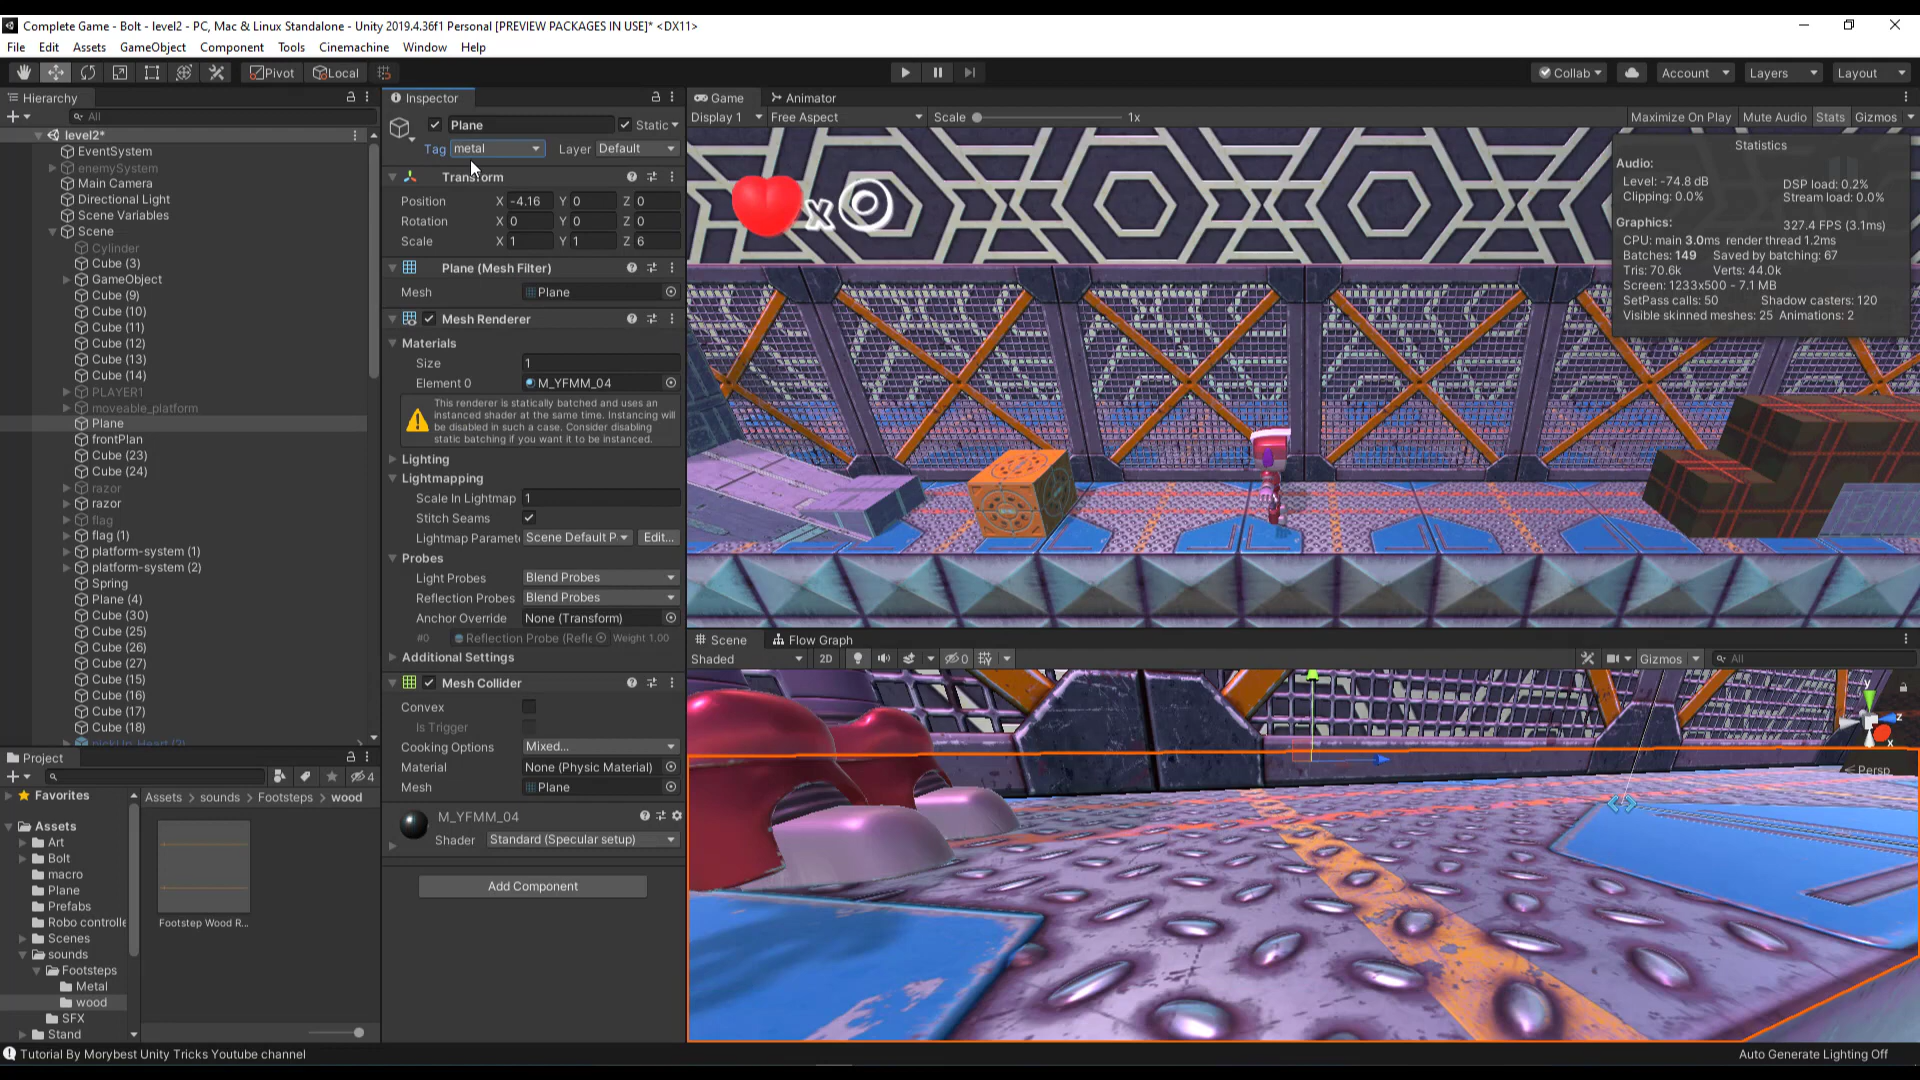 Complete Game - Bolt - level2 - PC, Mac & Linux Standalone - Unity 2019.4.36f1 Personal [PREVIEW PACKAGES IN USE]* <DX11>
File Edit Assets GameObject Component Tools Cinemachine Window Help
Pivot Local Collab Account Layers Layout
Hierarchy
All
level2*
EventSystem
enemySystem
Main Camera
Directional Light
Scene Variables
Scene
Cylinder
Cube (3)
GameObject
Cube (9)
Cube (10)
Cube (11)
Cube (12)
Cube (13)
Cube (14)
PLAYER1
moveable_platform
Plane
frontPlan
Cube (23)
Cube (24)
razor
razor
flag
flag (1)
platform-system (1)
platform-system (2)
Spring
Plane (4)
Cube (30)
Cube (25)
Cube (26)
Cube (27)
Cube (15)
Cube (16)
Cube (17)
Cube (18)
Inspector
Plane Static
Tag metal Layer Default
Transform
Position X -4.16 Y 0 Z 0
Rotation X 0 Y 0 Z 0
Scale X 1 Y 1 Z 6
Plane (Mesh Filter)
Mesh Plane
Mesh Renderer
Materials
Size 1
Element 0 M_YFMM_04
This renderer is statically batched and uses an
instanced shader at the same time. Instancing will
be disabled in such a case. Consider disabling
static batching if you want it to be instanced.
Lighting
Lightmapping
Scale In Lightmap 1
Stitch Seams
Lightmap Paramet Scene Default P Edit...
Probes
Light Probes Blend Probes
Reflection Probes Blend Probes
Anchor Override None (Transform)
#0 Reflection Probe (Refle Weight 1.00
Additional Settings
Mesh Collider
Convex
Is Trigger
Cooking Options Mixed...
Material None (Physic Material)
Mesh Plane
M_YFMM_04
Shader Standard (Specular setup)
Add Component
Game Animator
Display 1 Free Aspect Scale 1x Maximize On Play Mute Audio Stats Gizmos
x
Statistics
Audio:
Level: -74.8 dB DSP load: 0.2%
Clipping: 0.0% Stream load: 0.0%
Graphics: 327.4 FPS (3.1ms)
CPU: main 3.0ms render thread 1.2ms
Batches: 149 Saved by batching: 67
Tris: 70.6k Verts: 44.0k
Screen: 1233x500 - 7.1 MB
SetPass calls: 50 Shadow casters: 120
Visible skinned meshes: 25 Animations: 2
Scene Flow Graph
Shaded 2D 0 Gizmos All
y
z
x
Persp
Project
4
Favorites
Assets
Art
Bolt
macro
Plane
Prefabs
Robo controlle
Scenes
sounds
Footsteps
Metal
wood
SFX
Stand
Assets > sounds > Footsteps > wood
Footstep Wood R...
Tutorial By Morybest Unity Tricks Youtube channel
Auto Generate Lighting Off